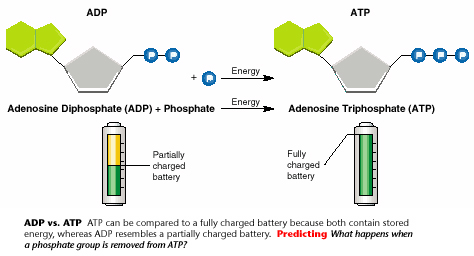 ADP
ATP
P P
P P P
+ P
Energy
Energy
Adenosine Diphosphate (ADP) + Phosphate
Adenosine Triphosphate (ATP)
Partially
charged
battery
Fully
charged
battery
ADP vs. ATP ATP can be compared to a fully charged battery because both contain stored
energy, whereas ADP resembles a partially charged battery. Predicting What happens when
a phosphate group is removed from ATP?